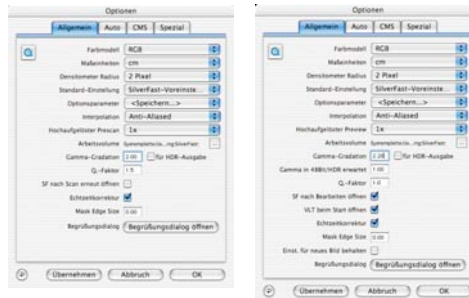 Optionen
Allgemein Auto CMS Spezial
Farbmodell RGB
Maßeinheiten cm
Densitometer Radius 2 Pixel
Standard-Einstellung SilverFast-Voreinste...
Optionsparameter <Speichern...>
Interpolation Anti-Aliased
Hochaufgelöster Prescan 1x
Arbeitsvolume
Gamma-Gradation 2.00 für HDR-Ausgabe
Q.-Faktor 1.5
SF nach Scan erneut öffnen
Echtzeitkorrektur
Mask Edge Size 0.00
Begrüßungsdialog Begrüßungsdialog öffnen
Übernehmen Abbruch OK
Optionen
Allgemein Auto CMS Spezial
Farbmodell RGB
Maßeinheiten cm
Densitometer Radius 2 Pixel
Standard-Einstellung SilverFast-Voreinste...
Optionsparameter <Speichern...>
Interpolation Anti-Aliased
Hochaufgelöster Preview 1x
Arbeitsvolume
Gamma-Gradation 2.20 für HDR-Ausgabe
Gamma in 48Bit/HDR erwartet 1.00
Q.-Faktor 1.0
SF nach Bearbeiten öffnen
VLT beim Start öffnen
Echtzeitkorrektur
Mask Edge Size 0.00
Einst. für neues Bild behalten
Begrüßungsdialog Begrüßungsdialog öffnen
Übernehmen Abbruch OK